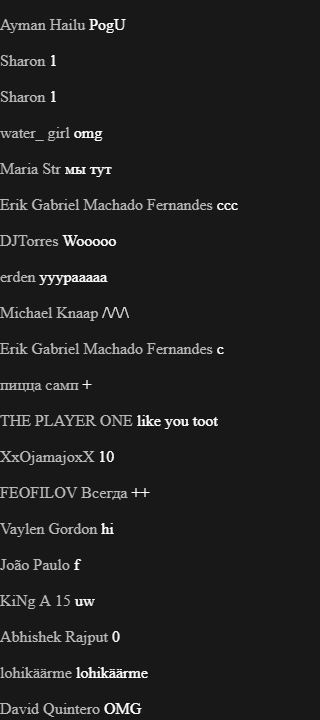 Ayman Hailu PogU
Sharon 1
Sharon 1
water_ girl omg
Maria Str мы тут
Erik Gabriel Machado Fernandes ccc
DJTorres Wooooo
erden yyypaaaaa
Michael Knaap /\/\/\
Erik Gabriel Machado Fernandes c
пицца самп +
THE PLAYER ONE like you toot
XxOjamajoxX 10
FEOFILOV Всегда ++
Vaylen Gordon hi
João Paulo f
KiNg A 15 uw
Abhishek Rajput 0
lohikäärme lohikäärme
David Quintero OMG